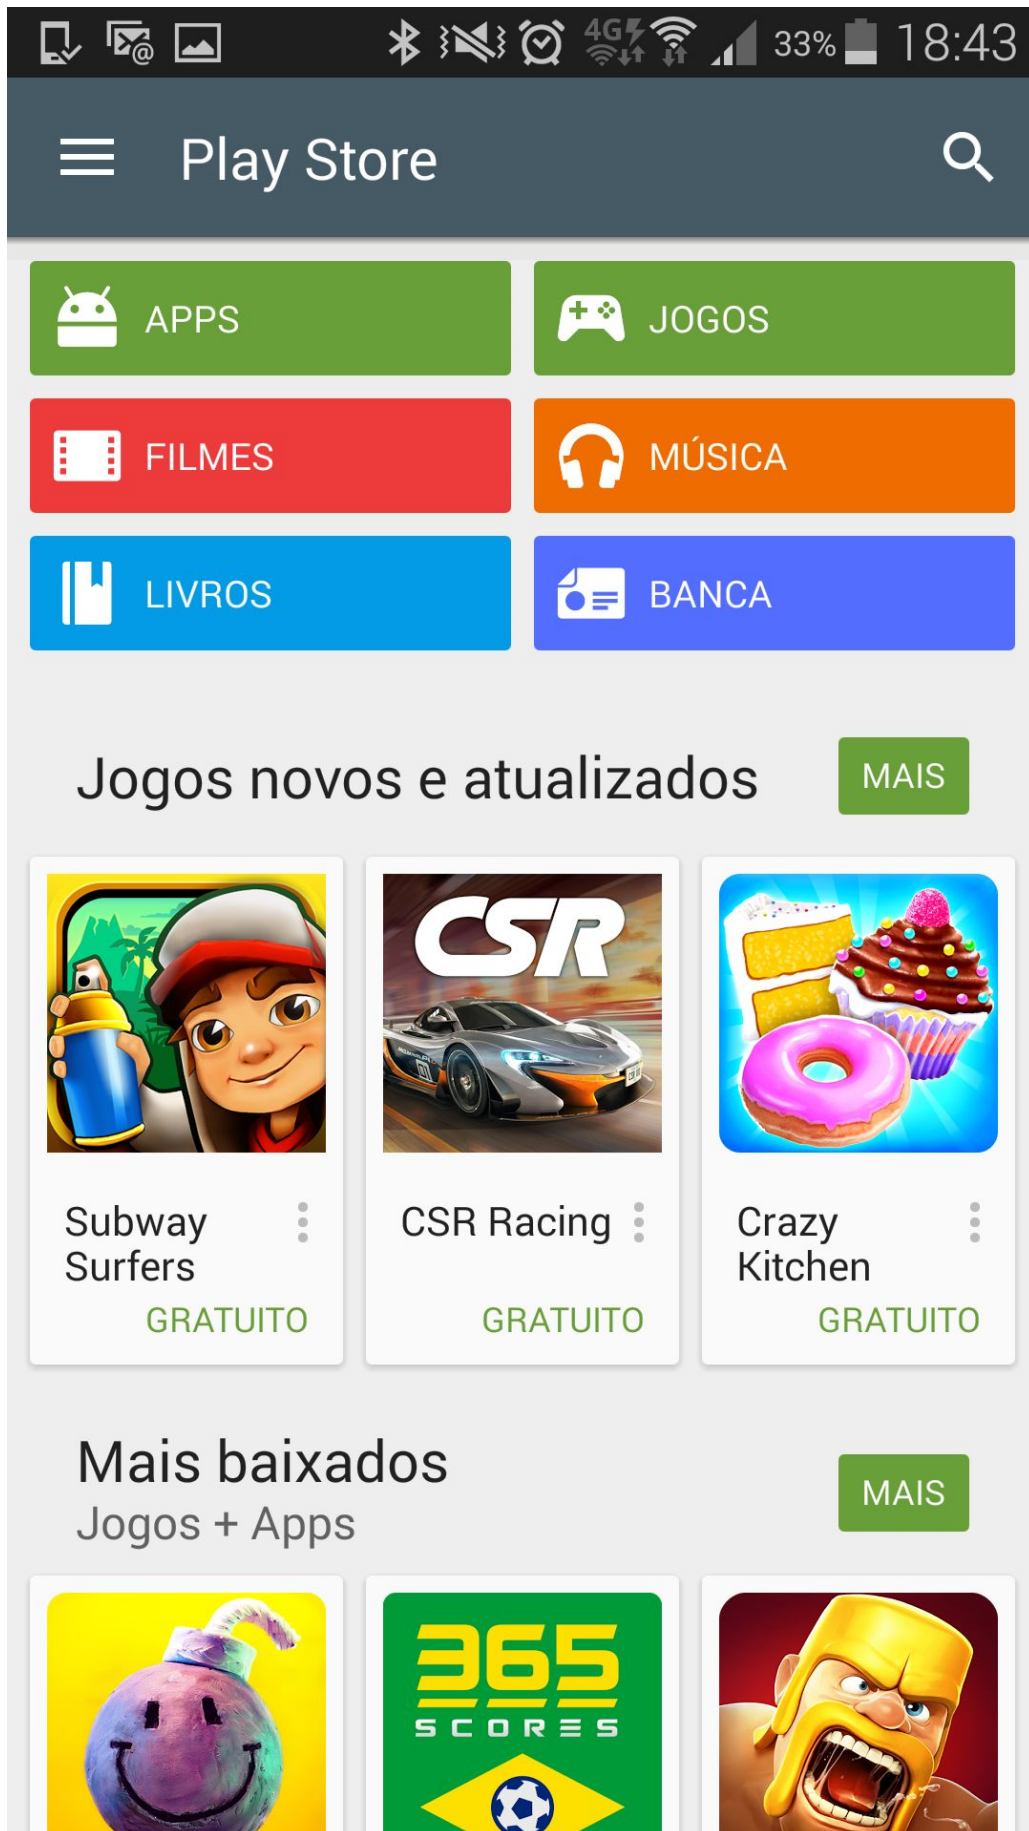 4G 33% 18:43
Play Store
APPS
JOGOS
FILMES
MÚSICA
LIVROS
BANCA
Jogos novos e atualizados
MAIS
CSR
Subway
Surfers
GRATUITO
CSR Racing
GRATUITO
Crazy
Kitchen
GRATUITO
Mais baixados
Jogos + Apps
MAIS
365
SCORES